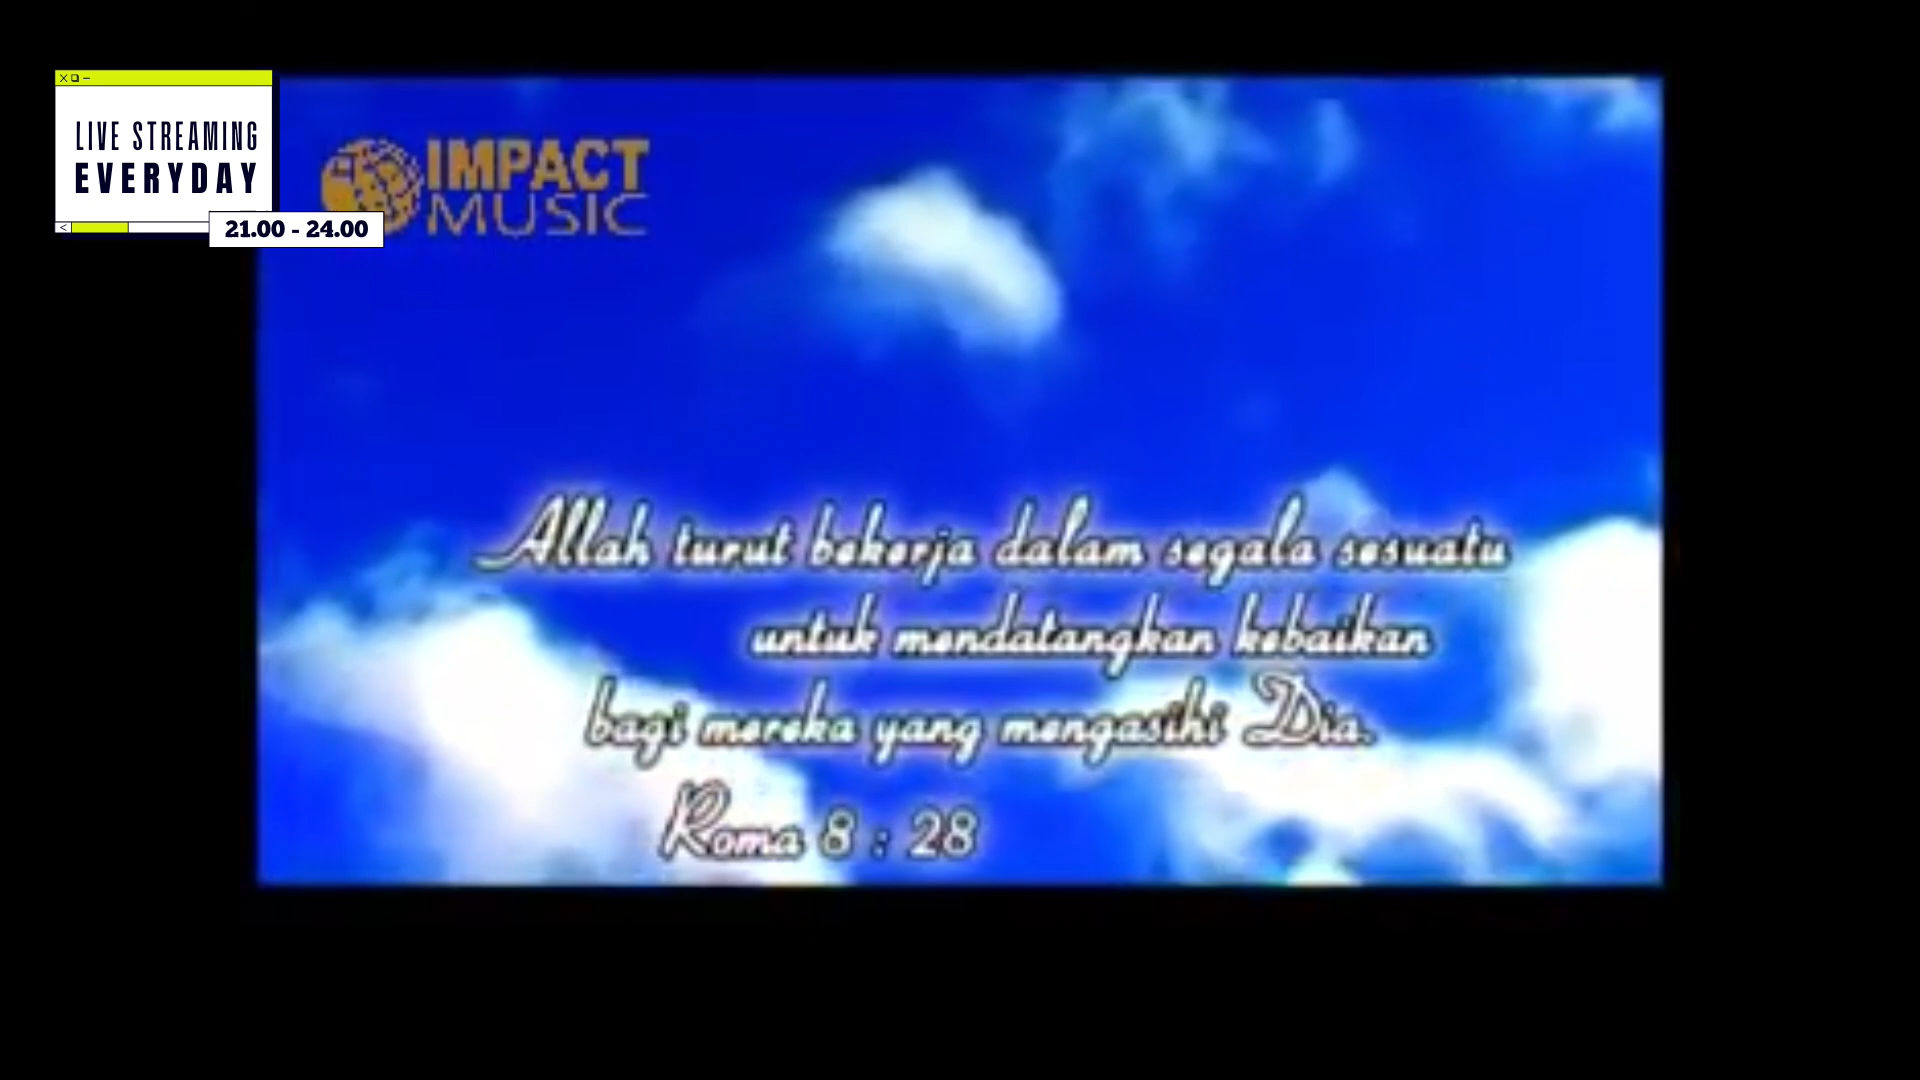 LIVE STREAMING
EVERYDAY
21.00 - 24.00
IMPACT
MUSIC
Allah turut bekerja dalam segala sesuatu
untuk mendatangkan kebaikan
bagi mereka yang mengasihi Dia.
Roma 8 : 28